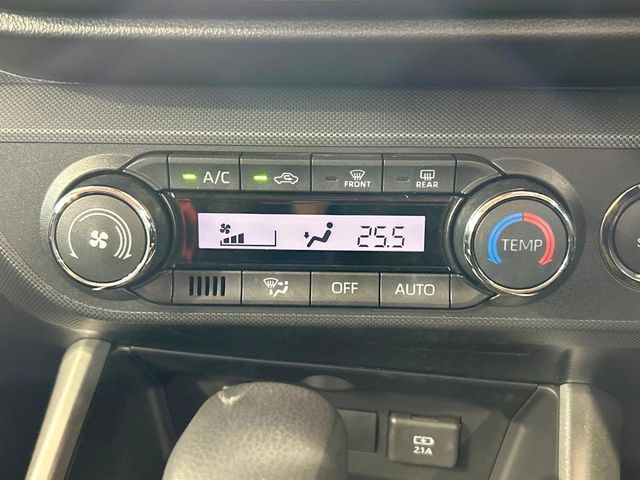 A/C
FRONT
REAR
25.5
TEMP
OFF
AUTO
2.1A